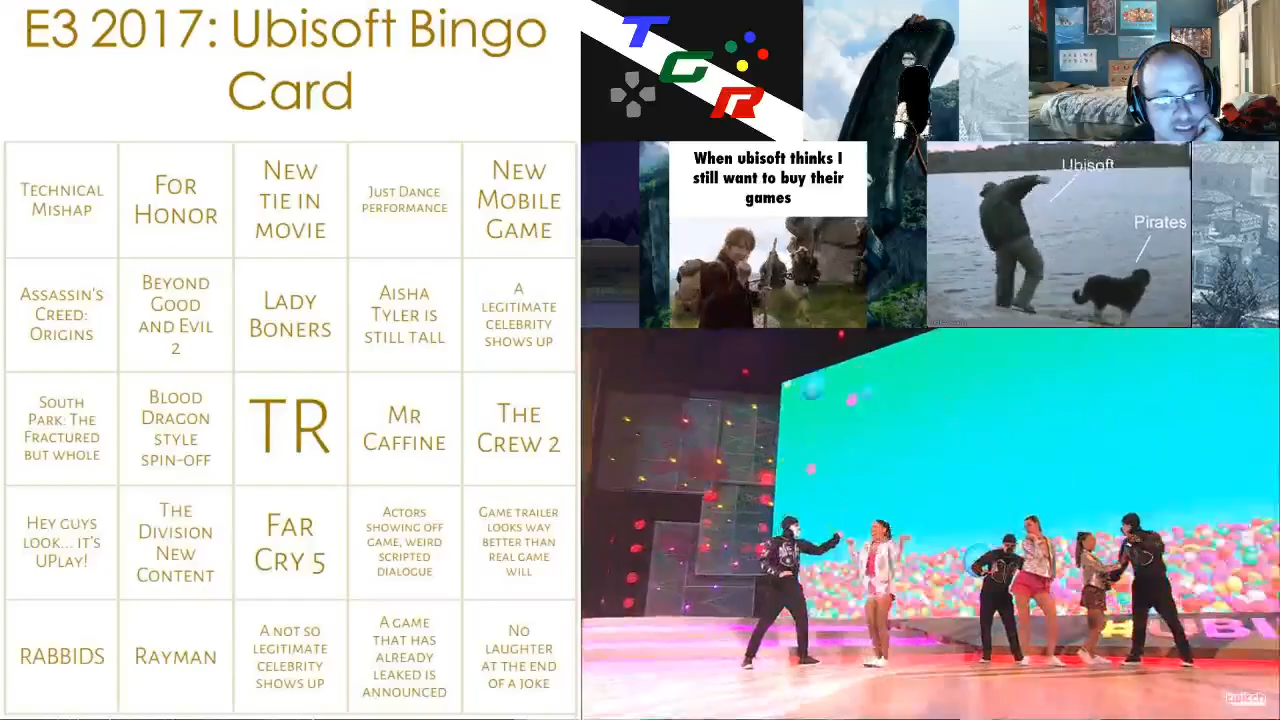 E3 2017: Ubisoft Bingo
Card
Technical
Mishap
For
Honor
New
tie in
movie
Just Dance
performance
New
Mobile
Game
Assassin's
Creed:
Origins
Beyond
Good
and Evil
2
Lady
Boners
Aisha
Tyler is
still tall
A
legitimate
celebrity
shows up
South
Park: The
Fractured
but whole
Blood
Dragon
style
spin-off
TR
Mr
Caffine
The
Crew 2
Hey guys
look... it's
UPlay!
The
Division
New
Content
Far
Cry 5
Actors
showing off
game, weird
scripted
dialogue
Game trailer
looks way
better than
real game
will
RABBIDS
Rayman
A not so
legitimate
celebrity
shows up
A game
that has
already
leaked is
announced
No
laughter
at the end
of a joke
TGR
When ubisoft thinks I
still want to buy their
games
Ubisoft
Pirates
twitch